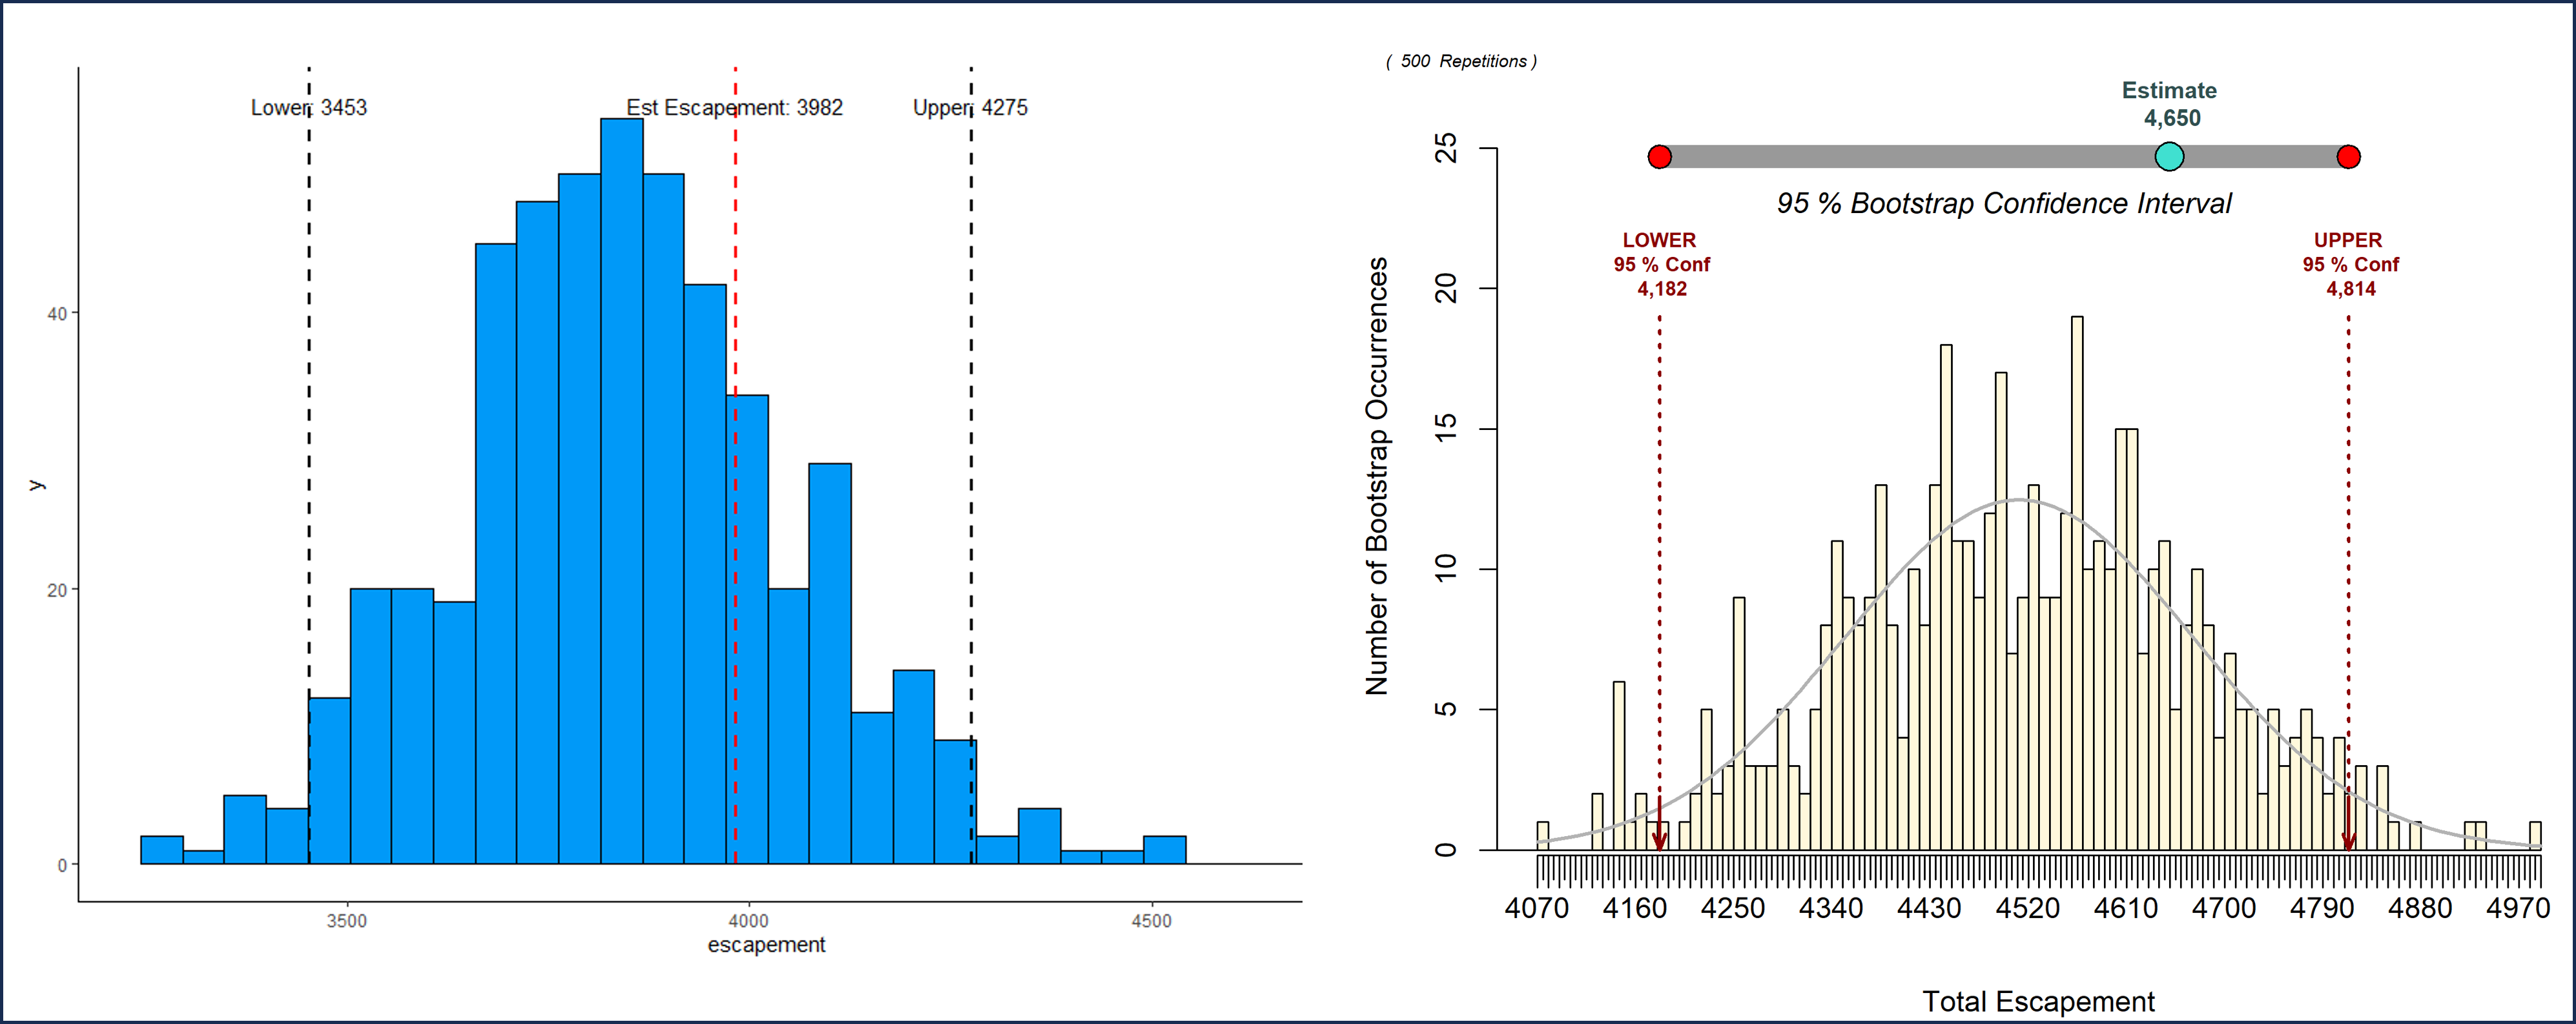 Lower: 3453
Est Escapement: 3982
Upper: 4275
40
20
0
y
3500
4000
4500
escapement
( 500 Repetitions )
Estimate
4,650
95 % Bootstrap Confidence Interval
LOWER
95 % Conf
4,182
UPPER
95 % Conf
4,814
Number of Bootstrap Occurrences
25
20
15
10
5
0
4070 4160 4250 4340 4430 4520 4610 4700 4790 4880 4970
Total Escapement